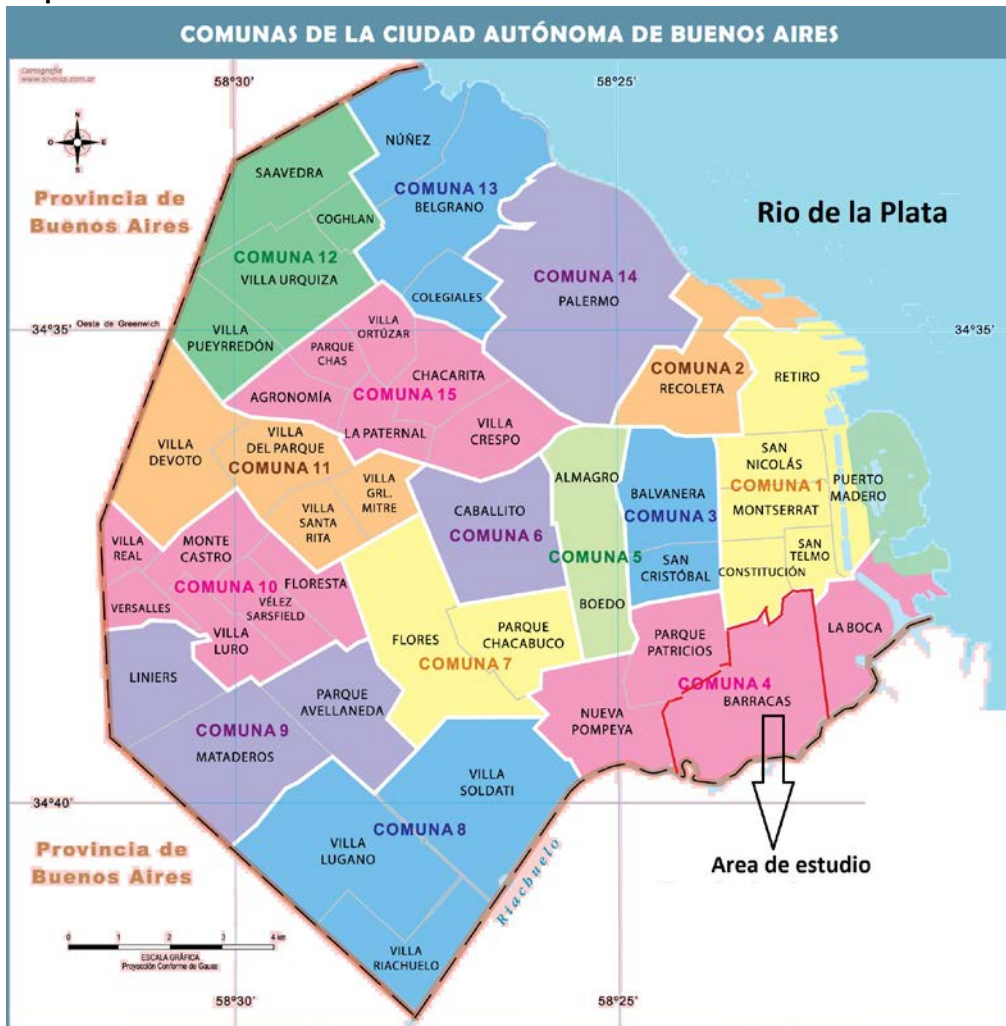 COMUNAS DE LA CIUDAD AUTÓNOMA DE BUENOS AIRES
Cartografía
58°30'
58°25'
N
O
E
S
Provincia de
Buenos Aires
NÚÑEZ
SAAVEDRA
COMUNA 13
BELGRANO
COGHLAN
Rio de la Plata
COMUNA 12
VILLA URQUIZA
COMUNA 14
PALERMO
COLEGIALES
34°35'
Oeste de Greenwich
34°35'
VILLA
ORTÚZAR
VILLA
PUEYRREDÓN
PARQUE
CHAS
CHACARITA
COMUNA 15
AGRONOMÍA
COMUNA 2
RECOLETA
RETIRO
LA PATERNAL
VILLA
CRESPO
VILLA
DEVOTO
VILLA
DEL PARQUE
COMUNA 11
VILLA
GRL.
MITRE
VILLA
SANTA
RITA
ALMAGRO
SAN
NICOLÁS
COMUNA 1
MONTSERRAT
PUERTO
MADERO
BALVANERA
COMUNA 3
CABALLITO
COMUNA 6
VILLA
REAL
MONTE
CASTRO
COMUNA 5
SAN
CRISTÓBAL
SAN
TELMO
CONSTITUCIÓN
FLORESTA
COMUNA 10
VERSALLES
VÉLEZ
SARSFIELD
BOEDO
VILLA
LURO
FLORES
PARQUE
CHACABUCO
COMUNA 7
PARQUE
PATRICIOS
LA BOCA
LINIERS
COMUNA 4
BARRACAS
PARQUE
AVELLANEDA
NUEVA
POMPEYA
COMUNA 9
MATADEROS
VILLA
SOLDATI
34°40'
34°40'
COMUNA 8
VILLA
LUGANO
Provincia de
Buenos Aires
Riachuelo
Area de estudio
0 1 2 3 4 km
ESCALA GRÁFICA
Proyección Conforme de Gauss
VILLA
RIACHUELO
58°30'
58°25'